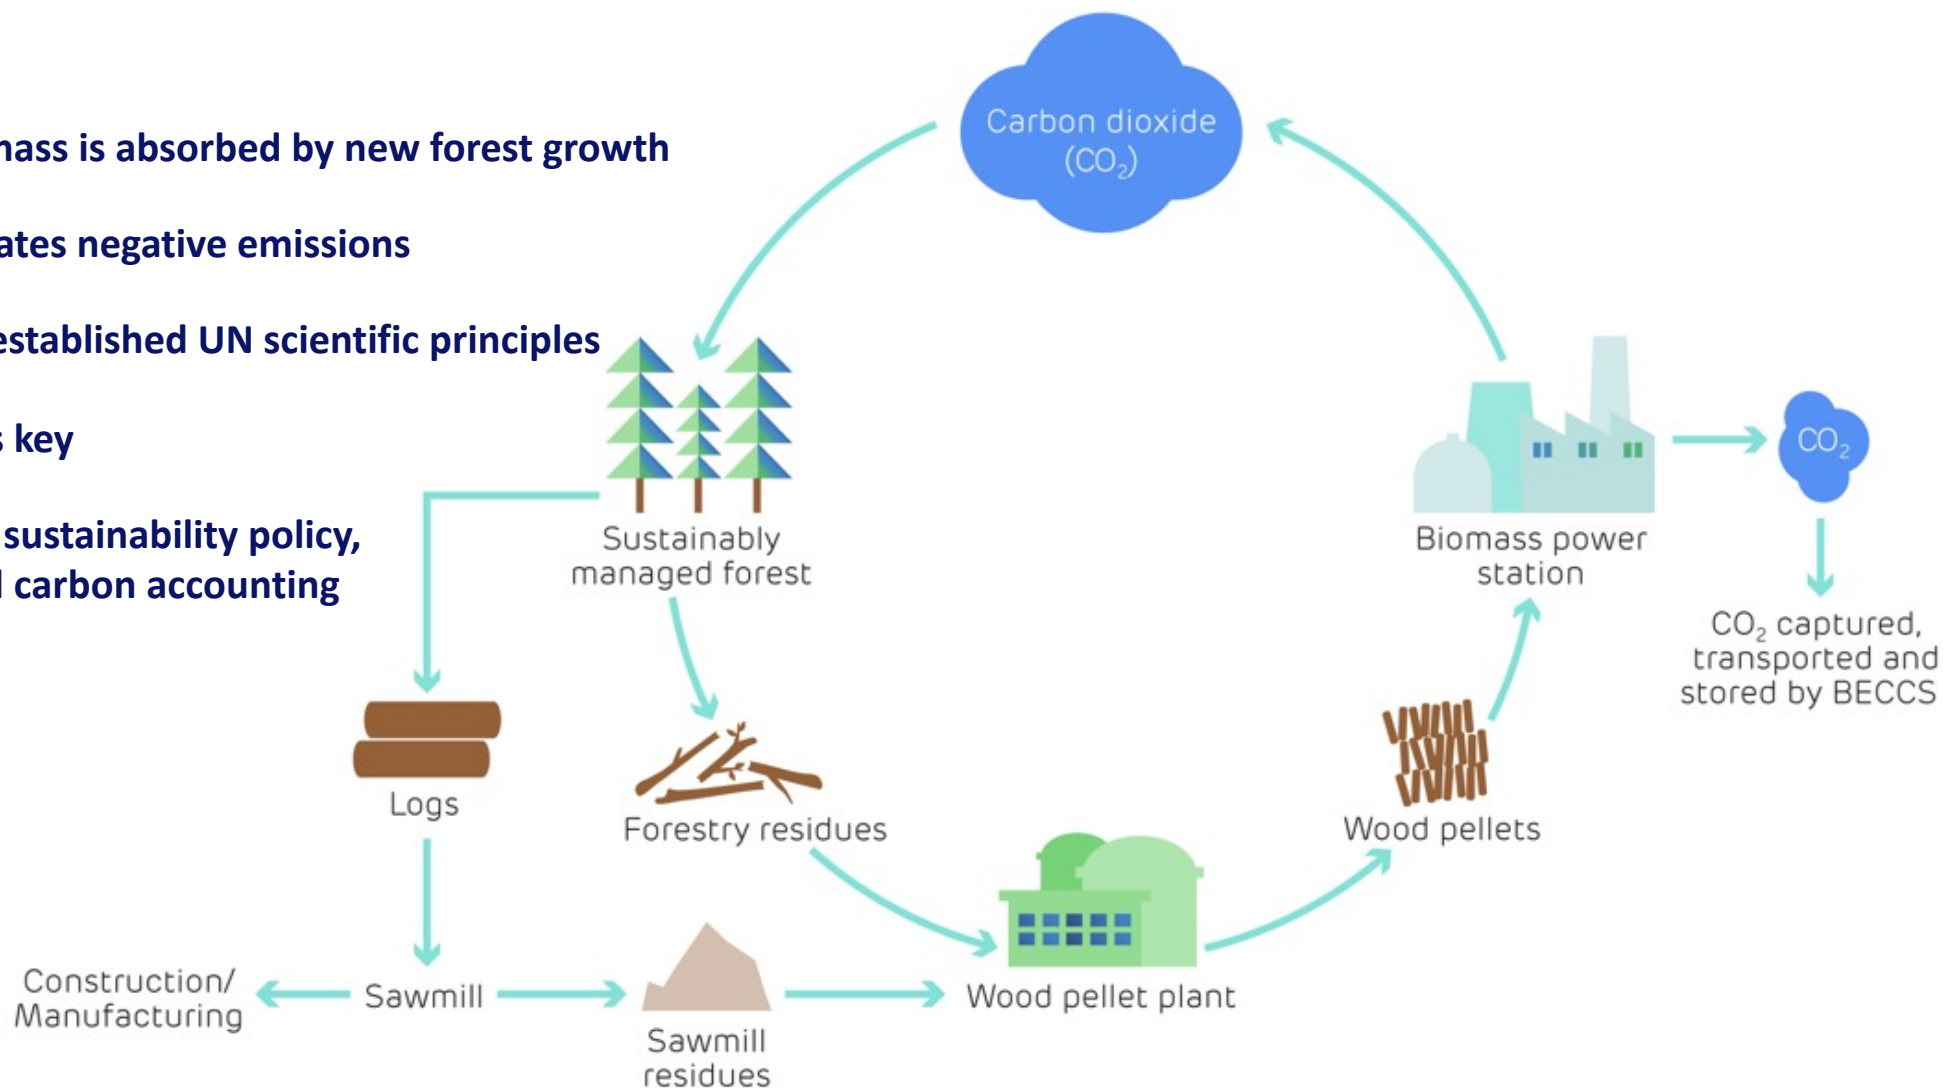 mass is absorbed by new forest growth
ates negative emissions
established UN scientific principles
s key
sustainability policy,
l carbon accounting
Carbon dioxide
(CO₂)
Sustainably
managed forest
Biomass power
station
CO₂
CO₂ captured,
transported and
stored by BECCS
Logs
Forestry residues
Wood pellets
Construction/
Manufacturing
Sawmill
Sawmill
residues
Wood pellet plant